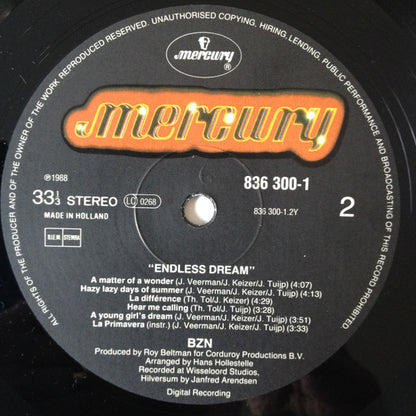 ALL RIGHTS OF THE PRODUCER AND OF THE OWNER OF THE WORK REPRODUCED RESERVED. UNAUTHORISED COPYING, HIRING, LENDING, PUBLIC PERFORMANCE AND BROADCASTING OF THIS RECORD PROHIBITED
mercury
®
mercury
℗1988
836 300-1
33⅓ STEREO
LC 0268
836 300-1.2Y
2
MADE IN HOLLAND
B.I.E.M. STEMRA
"ENDLESS DREAM"
A matter of a wonder (J. Veerman/J. Keizer/J. Tuijp) (4:07)
Hazy lazy days of summer (J. Veerman/J. Keizer/J. Tuijp) (4:13)
La différence (Th. Tol/J. Keizer) (4:29)
Hear me calling (Th. Tol/J. Tuijp) (3:28)
A young girl's dream (J. Veerman/J. Keizer/J. Tuijp) (3:51)
La Primavera (instr.) (J. Veerman/J. Keizer/J. Tuijp) (3:33)
BZN
Produced by Roy Beltman for Corduroy Productions B.V.
Arranged by Hans Hollestelle
Recorded at Wisseloord Studios,
Hilversum by Janfred Arendsen
Digital Recording